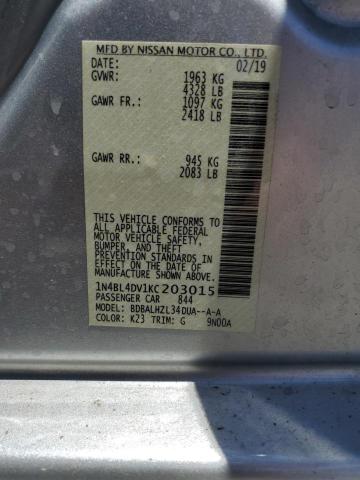 MFD BY NISSAN MOTOR CO., LTD.
DATE: 02/19
GVWR: 1963 KG
4328 LB
GAWR FR.: 1097 KG
2418 LB
GAWR RR.: 945 KG
2083 LB
THIS VEHICLE CONFORMS TO
ALL APPLICABLE FEDERAL
MOTOR VEHICLE SAFETY,
BUMPER, AND THEFT
PREVENTION STANDARDS IN
EFFECT ON THE DATE OF
MANUFACTURE SHOWN ABOVE.
1N4BL4DV1KC203015
PASSENGER CAR 844
MODEL: BDBALHZL34DUA--A-A
COLOR: K23 TRIM: G 9N00A